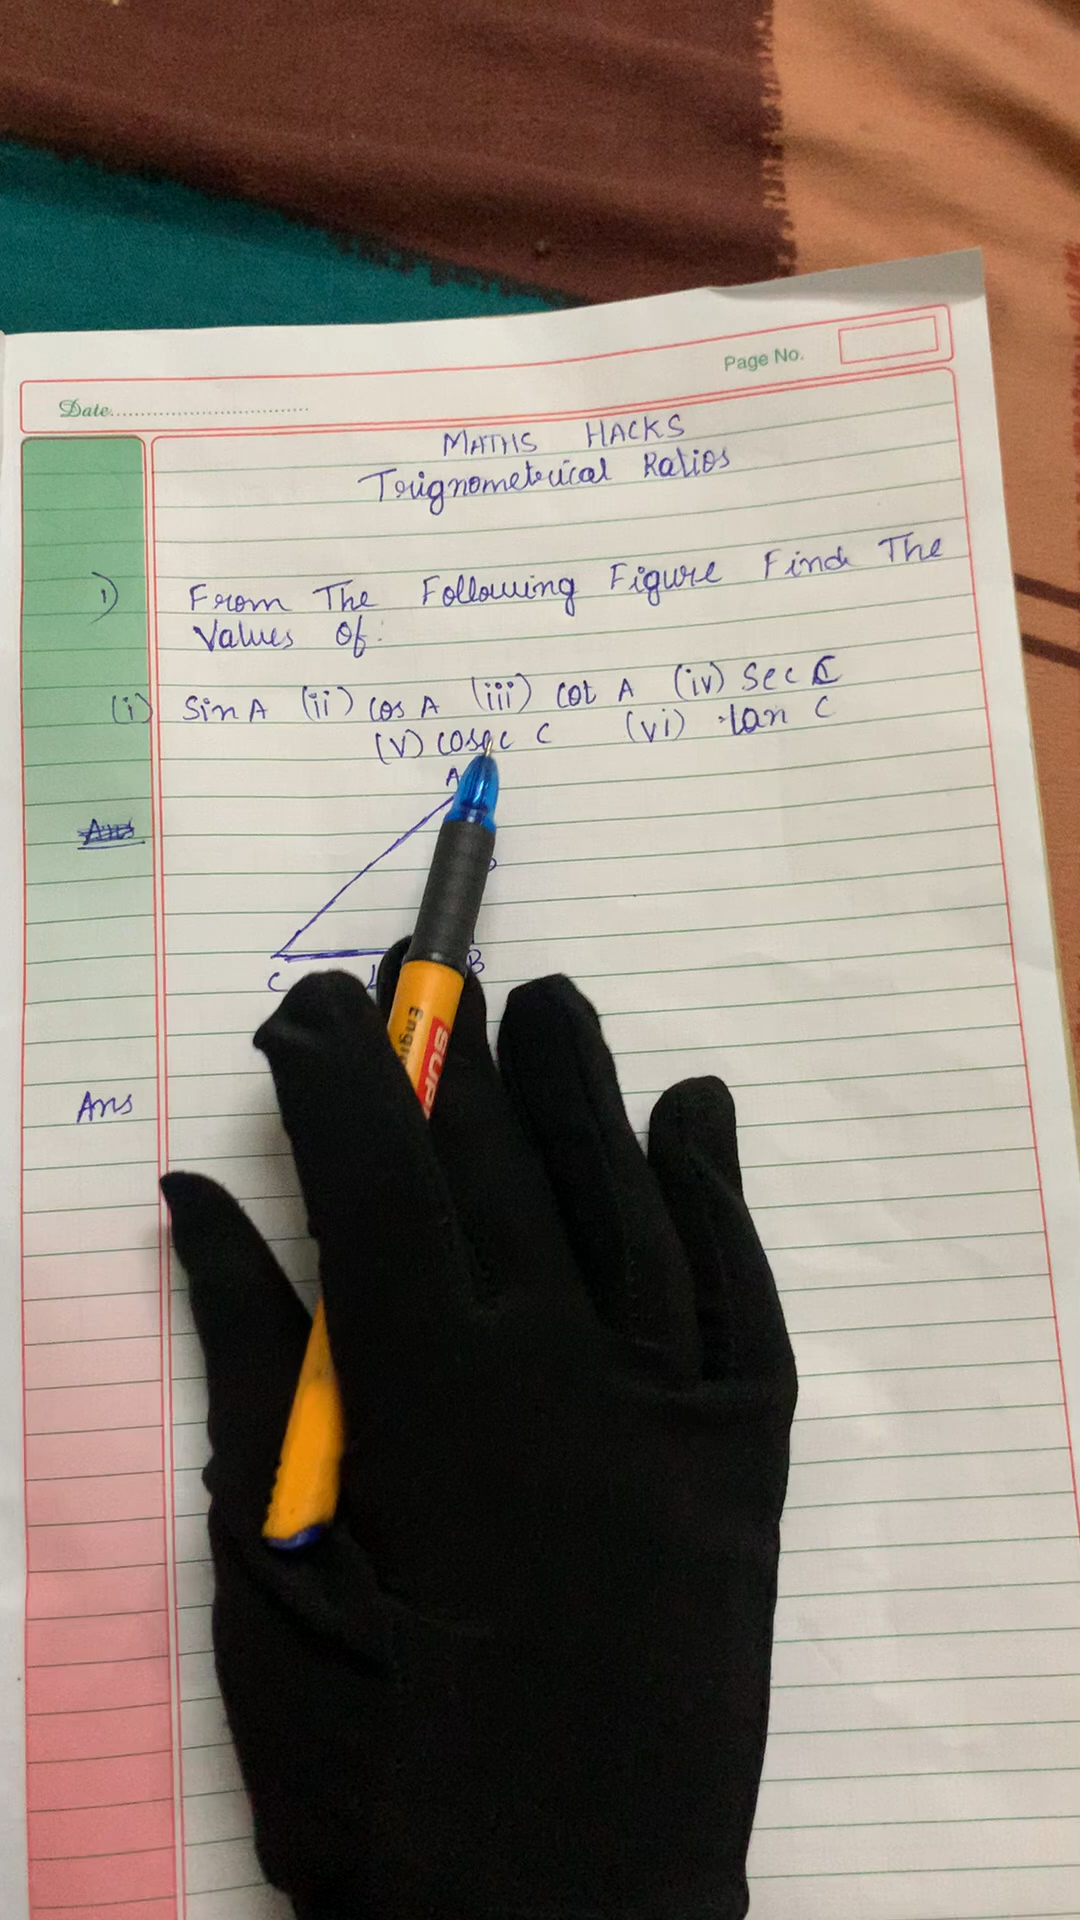 Page No.
Date
MATHS HACKS
Trignometrical Ratios
1) From The Following Figure Find The
Values Of:
(i) Sin A (ii) cos A (iii) cot A (iv) Sec C
(v) cosec C (vi) tan C
A
Ans
C B
Ans